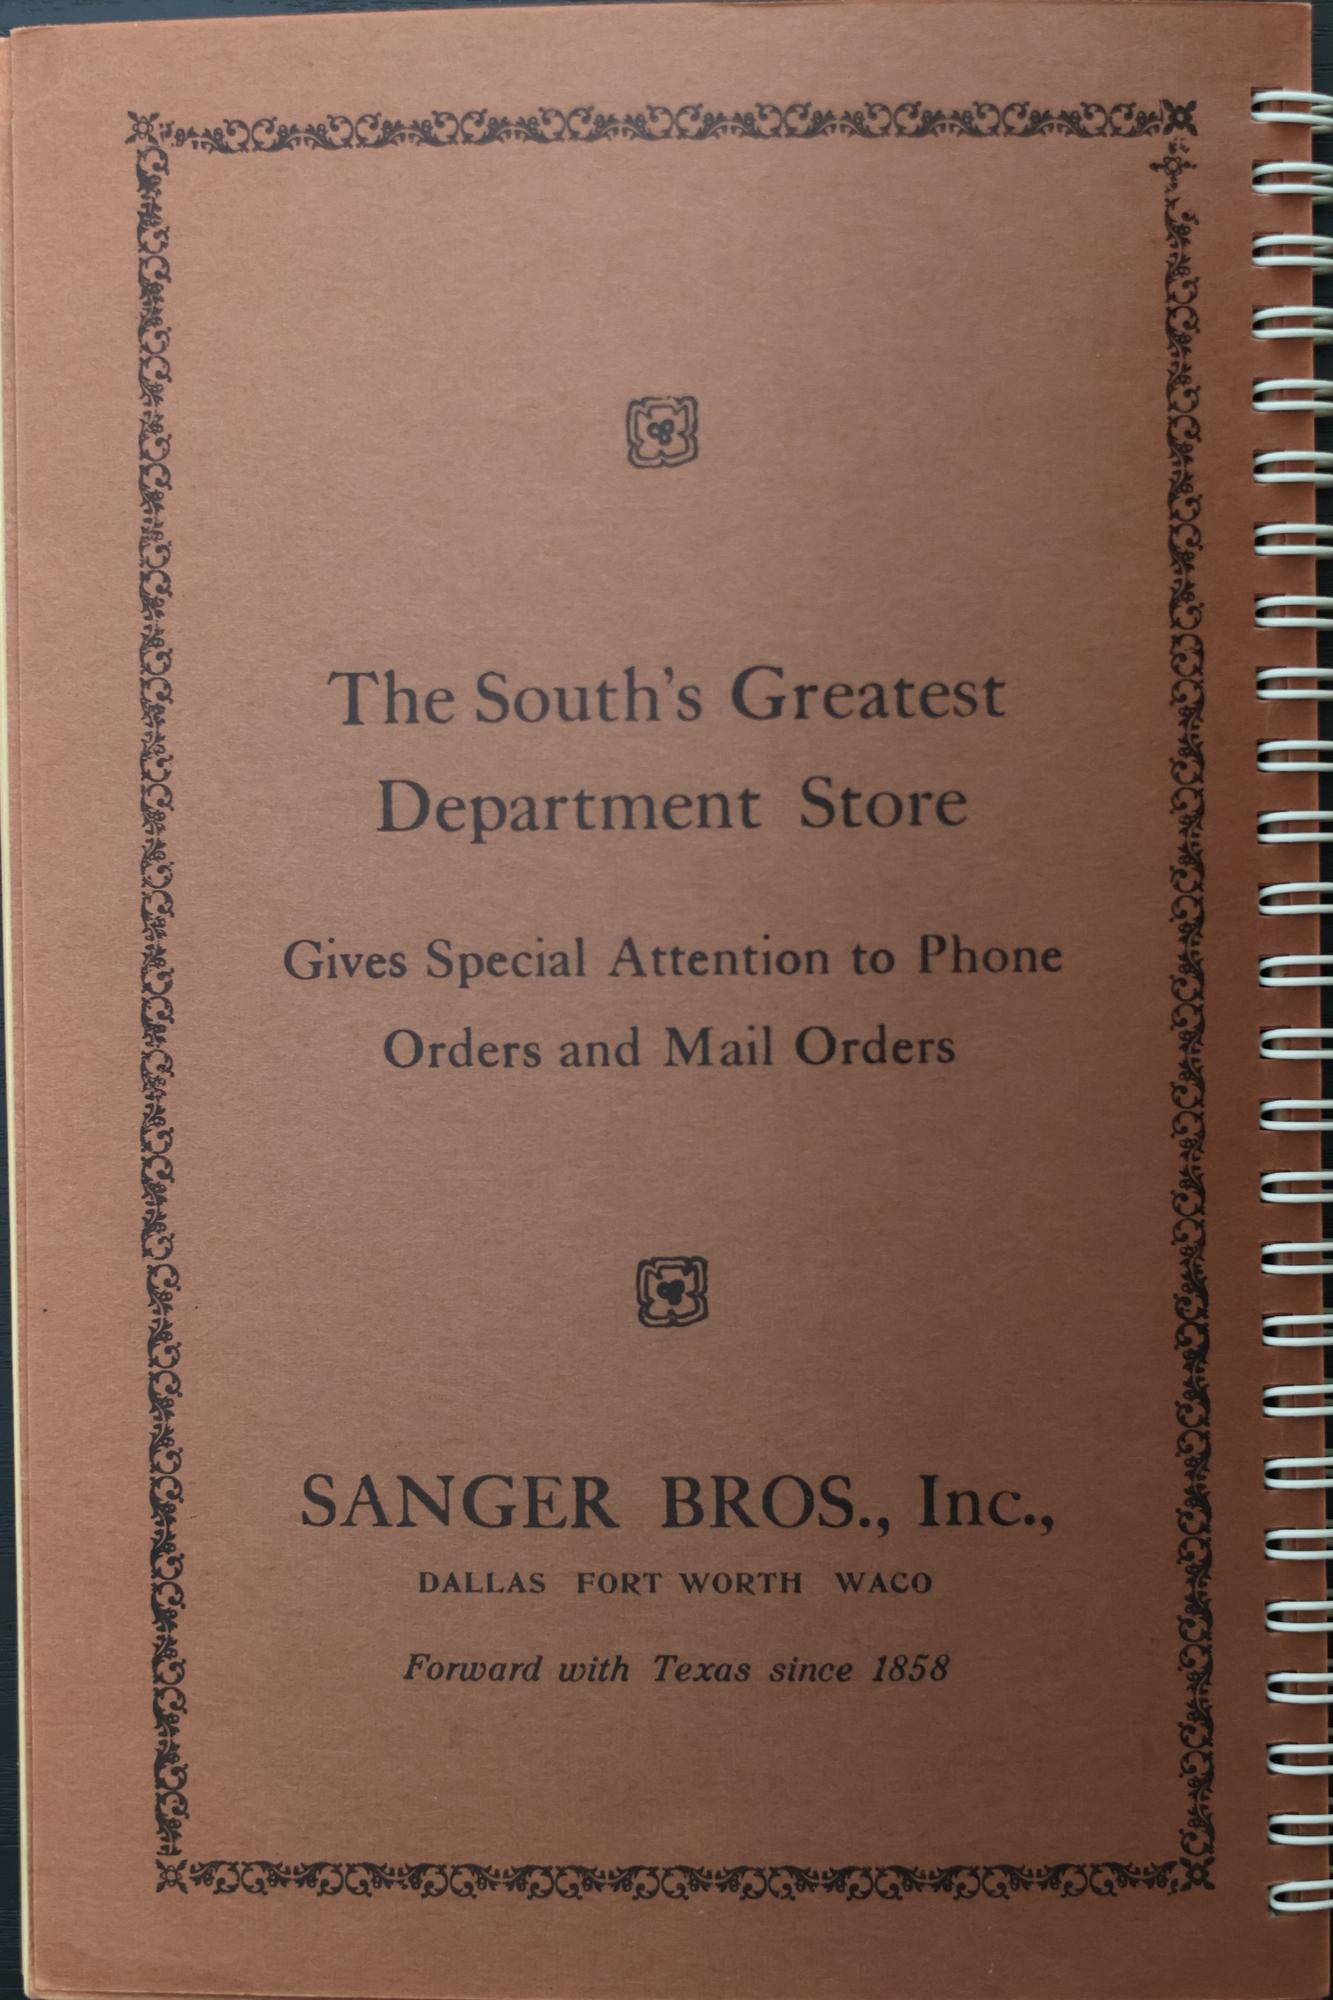 The South's Greatest
Department Store
Gives Special Attention to Phone
Orders and Mail Orders
SANGER BROS., Inc.,
DALLAS FORT WORTH WACO
Forward with Texas since 1858